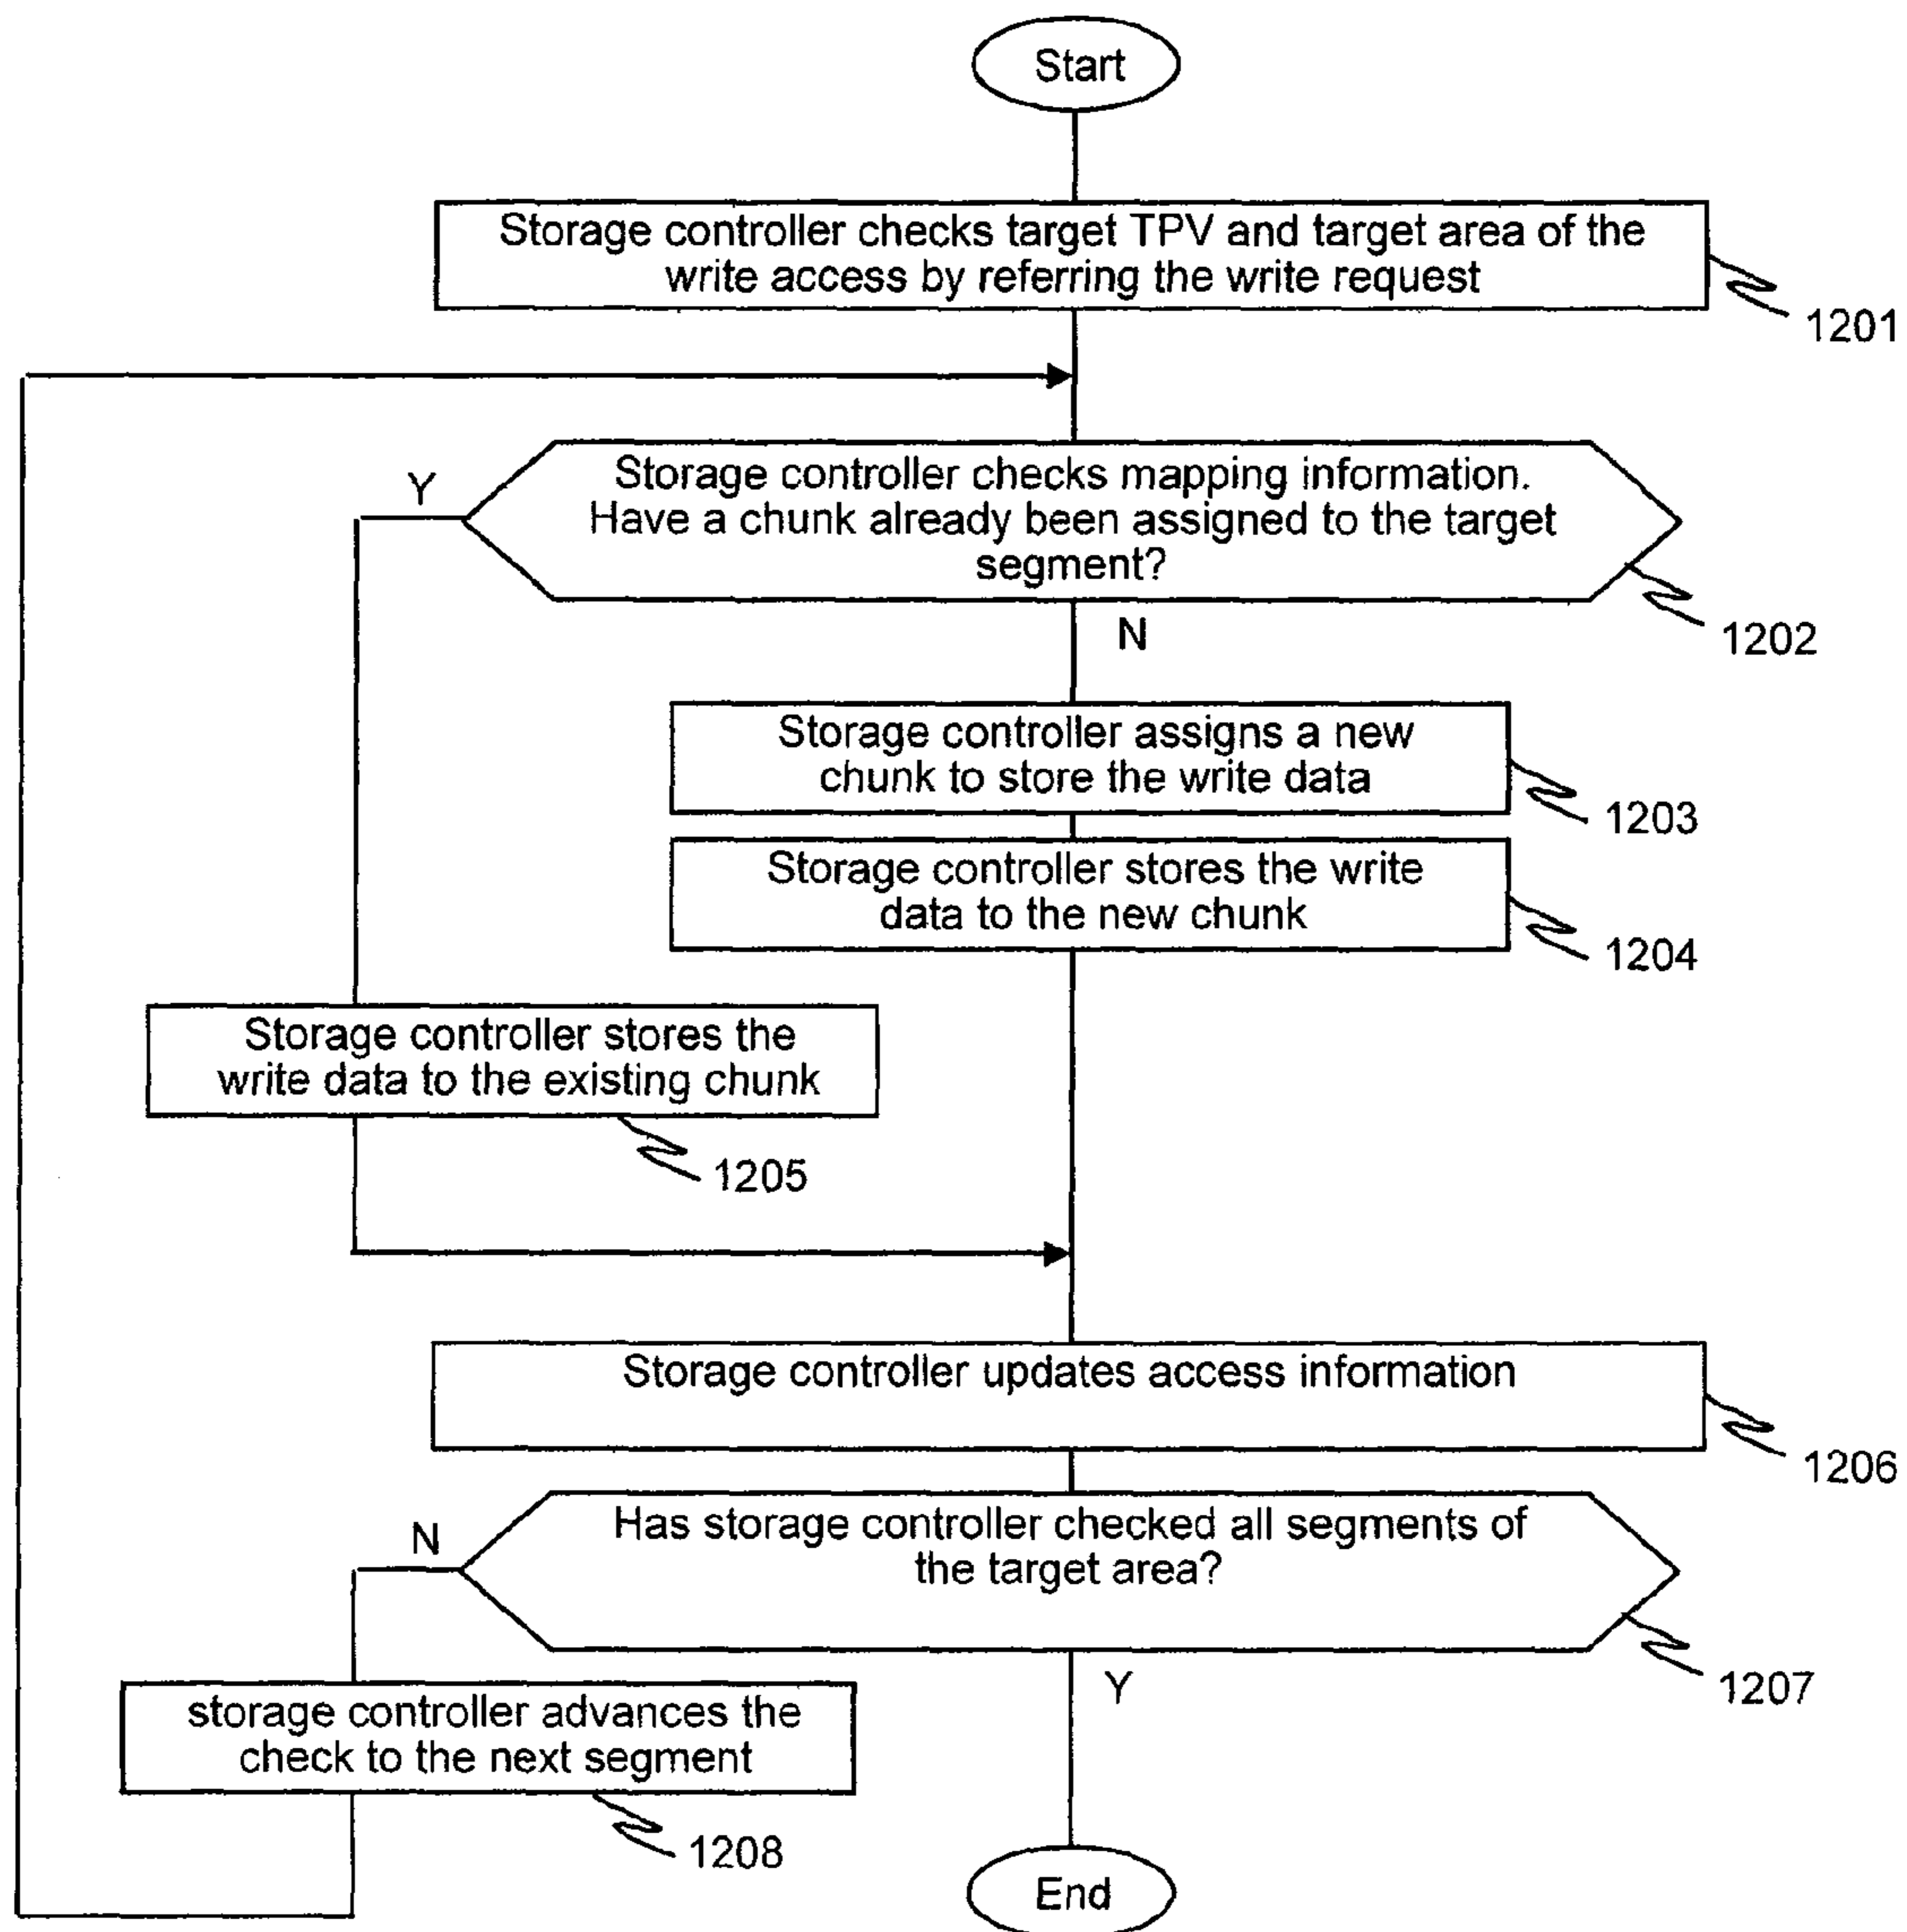 Start
Storage controller checks target TPV and target area of the
write access by referring the write request
1201
Y
Storage controller checks mapping information.
Have a chunk already been assigned to the target
segment?
1202
N
Storage controller assigns a new
chunk to store the write data
1203
Storage controller stores the write
data to the new chunk
1204
Storage controller stores the
write data to the existing chunk
1205
Storage controller updates access information
1206
N
Has storage controller checked all segments of
the target area?
1207
Y
storage controller advances the
check to the next segment
1208
End